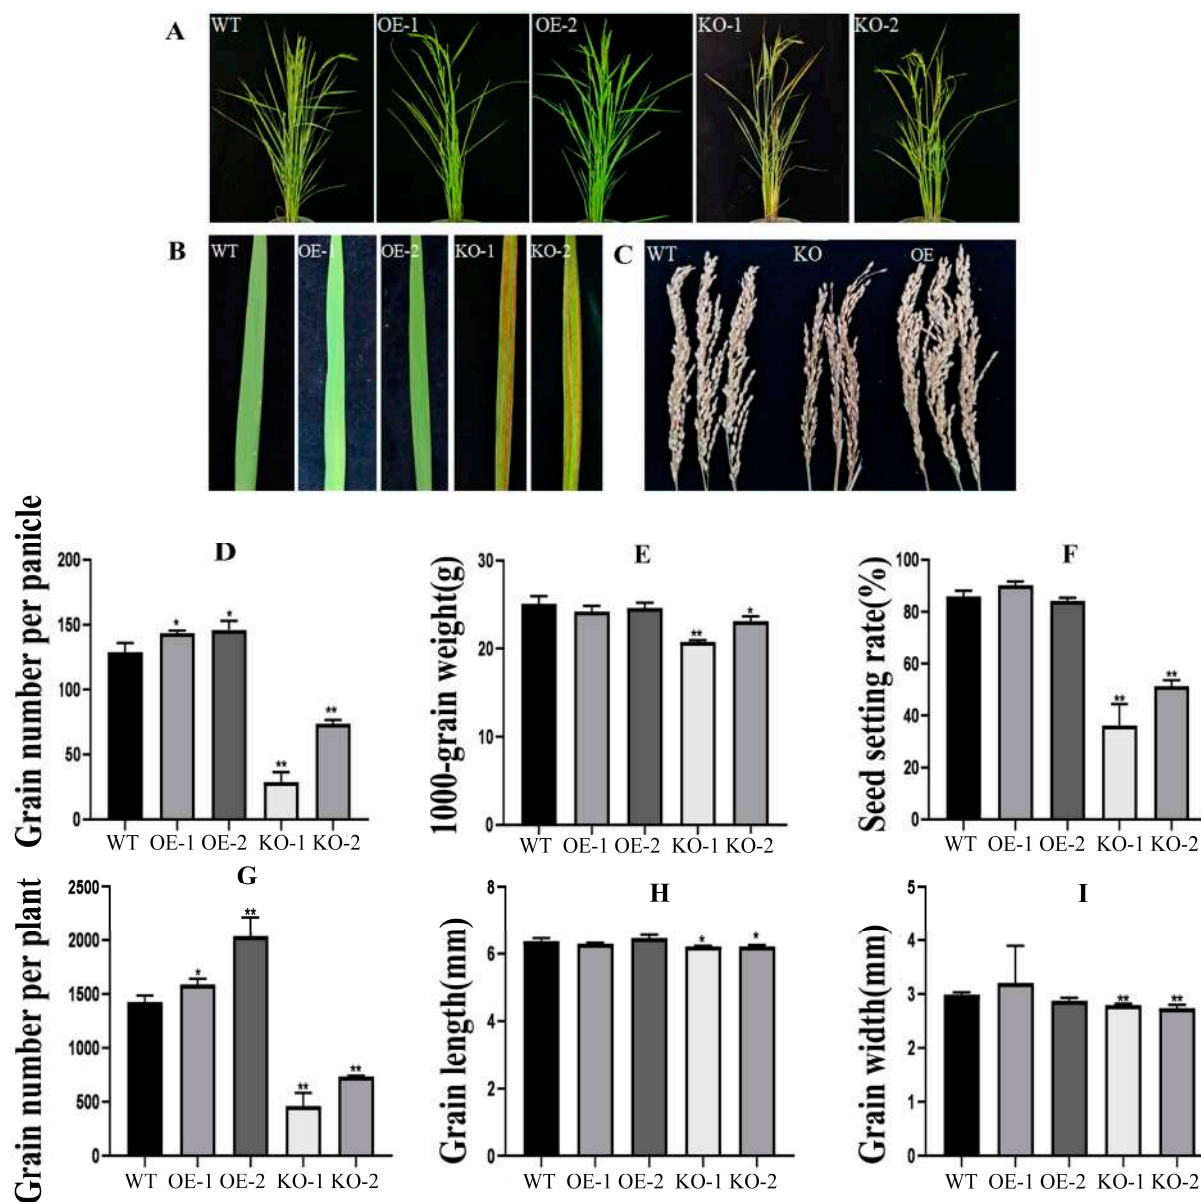 A
WT
OE-1
OE-2
KO-1
KO-2
B
WT
OE-1
OE-2
KO-1
KO-2
C
WT
KO
OE
D
Grain number per panicle
200
150
100
50
0
*
*
**
**
WT OE-1 OE-2 KO-1 KO-2
E
1000-grain weight(g)
30
20
10
0
**
*
WT OE-1 OE-2 KO-1 KO-2
F
Seed setting rate(%)
100
80
60
40
20
0
**
**
WT OE-1 OE-2 KO-1 KO-2
G
Grain number per plant
2500
2000
1500
1000
500
0
*
**
**
**
WT OE-1 OE-2 KO-1 KO-2
H
Grain length(mm)
8
6
4
2
0
*
*
WT OE-1 OE-2 KO-1 KO-2
I
Grain width(mm)
5
4
3
2
1
0
**
**
WT OE-1 OE-2 KO-1 KO-2